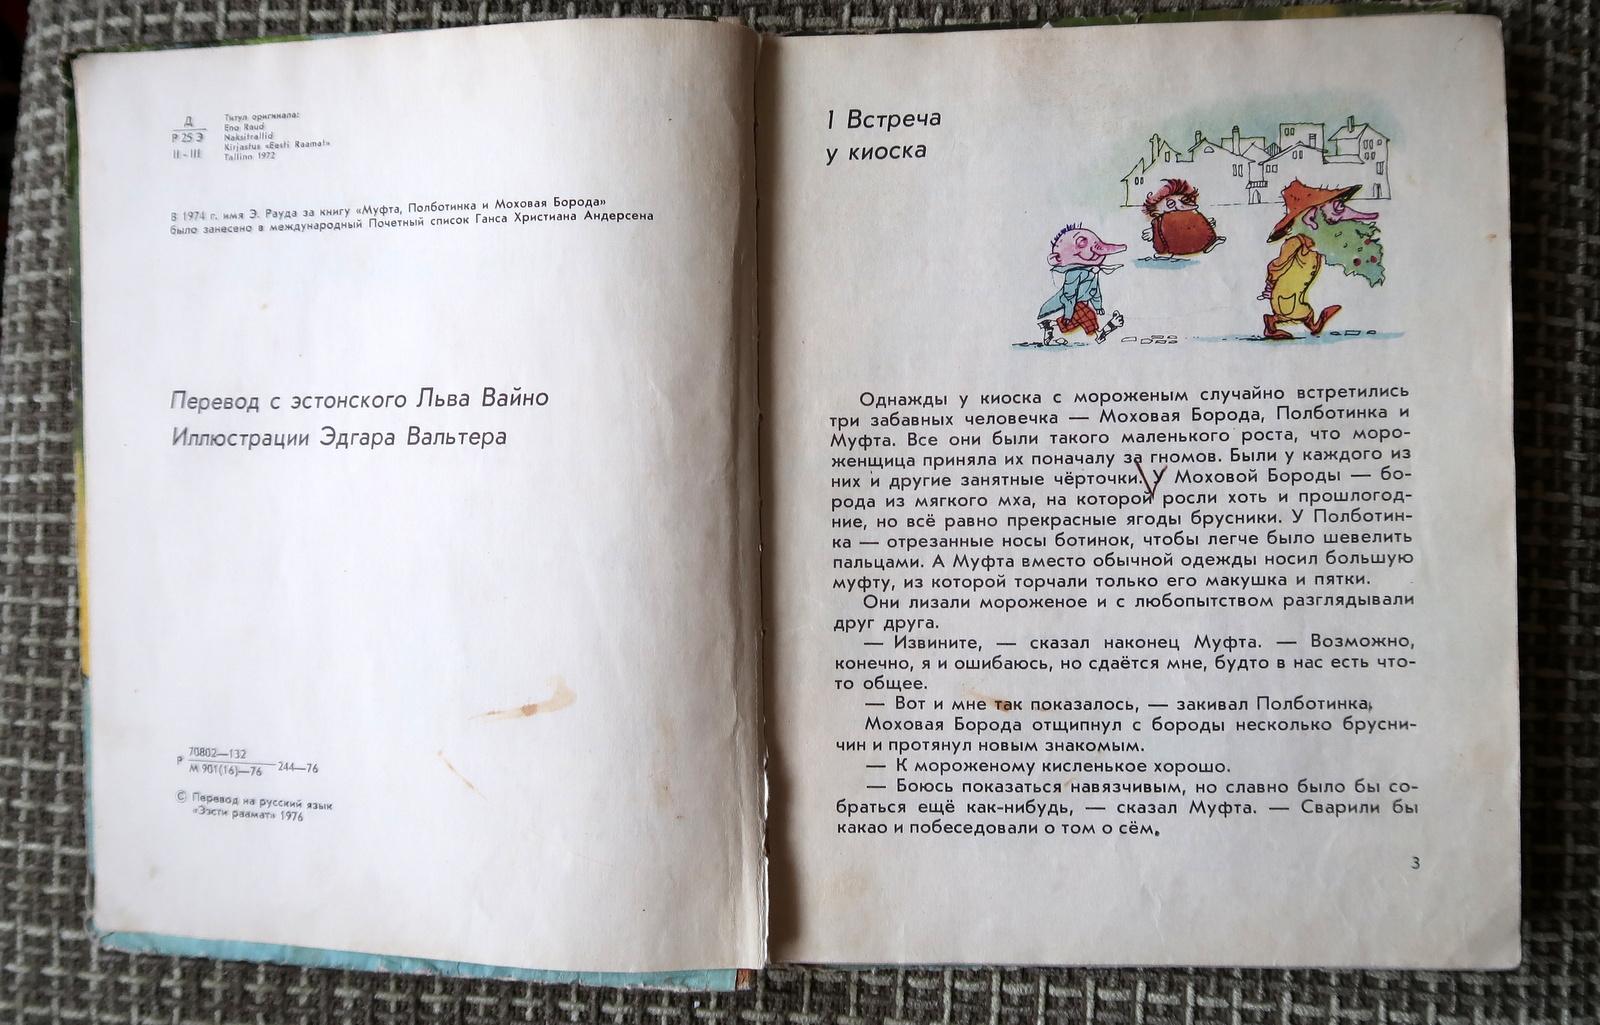 Д
Р 25 Э
II–III
Титул оригинала:
Eno Raud
Naksitrallid
Kirjastus «Eesti Raamat»
Tallinn 1972
В 1974 г. имя Э. Рауда за книгу «Муфта, Полботинка и Моховая Борода»
было занесено в международный Почетный список Ганса Христиана Андерсена
Перевод с эстонского Льва Вайно
Иллюстрации Эдгара Вальтера
Р 70802—132
М 901(16)—76 244—76
© Перевод на русский язык
«Ээсти раамат» 1976
1 Встреча
у киоска
Однажды у киоска с мороженым случайно встретились
три забавных человечка — Моховая Борода, Полботинка и
Муфта. Все они были такого маленького роста, что моро-
женщица приняла их поначалу за гномов. Были у каждого из
них и другие занятные чёрточки. У Моховой Бороды — бо-
рода из мягкого мха, на которой росли хоть и прошлогод-
ние, но всё равно прекрасные ягоды брусники. У Полботин-
ка — отрезанные носы ботинок, чтобы легче было шевелить
пальцами. А Муфта вместо обычной одежды носил большую
муфту, из которой торчали только его макушка и пятки.
Они лизали мороженое и с любопытством разглядывали
друг друга.
— Извините, — сказал наконец Муфта. — Возможно,
конечно, я и ошибаюсь, но сдаётся мне, будто в нас есть что-
то общее.
— Вот и мне так показалось, — закивал Полботинка.
Моховая Борода отщипнул с бороды несколько брусни-
чин и протянул новым знакомым.
— К мороженому кисленькое хорошо.
— Боюсь показаться навязчивым, но славно было бы со-
браться ещё как-нибудь, — сказал Муфта. — Сварили бы
какао и побеседовали о том о сём.
3